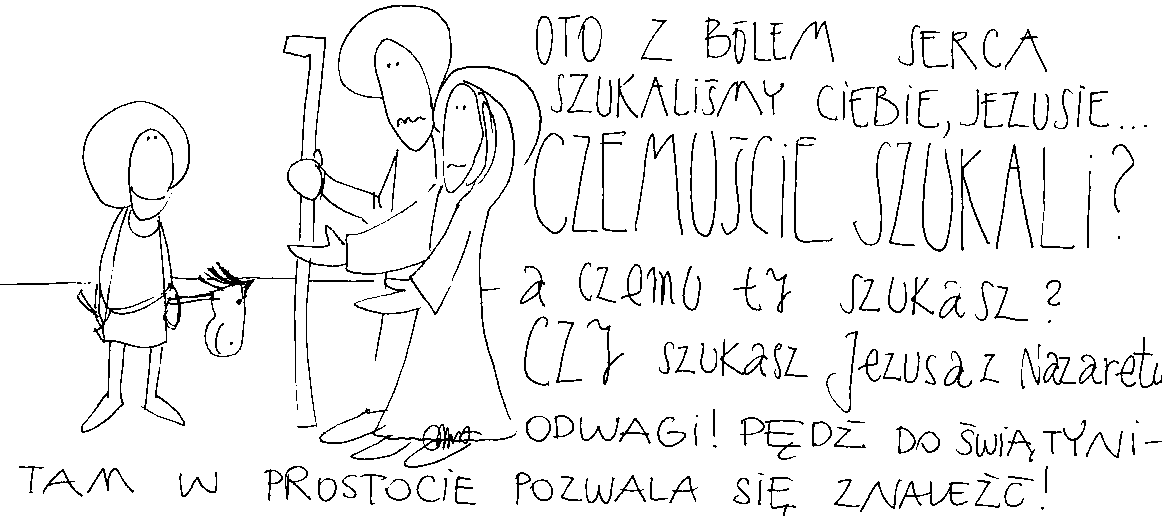 OTO Z BÓLEM SERCA
SZUKALIŚMY CIEBIE, JEZUSIE...
CZEMUŚCIE SZUKALI?
a czemu ty szukasz?
CZY szukasz Jezusa z Nazaretu
ODWAGI! PĘDŹ DO ŚWIĄTYNI-
TAM W PROSTOCIE POZWALA SIĘ ZNALEŹĆ!